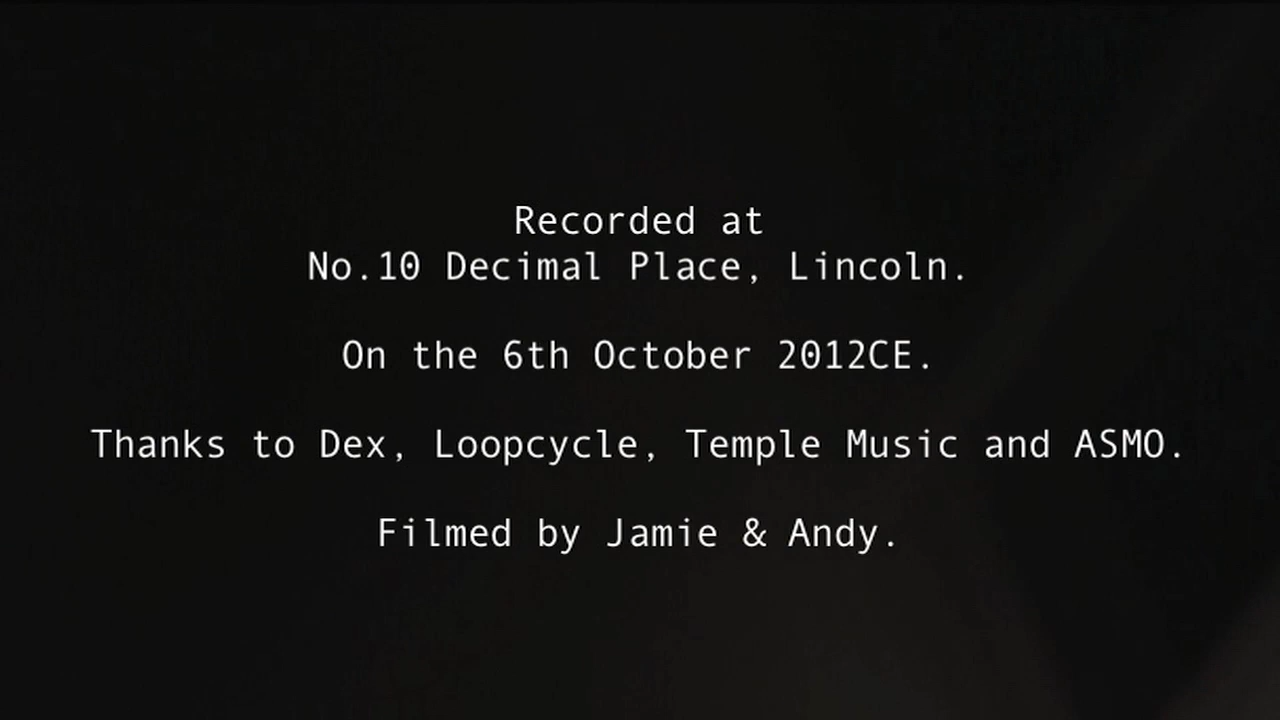 Recorded at
No.10 Decimal Place, Lincoln.
On the 6th October 2012CE.
Thanks to Dex, Loopcycle, Temple Music and ASMO.
Filmed by Jamie & Andy.